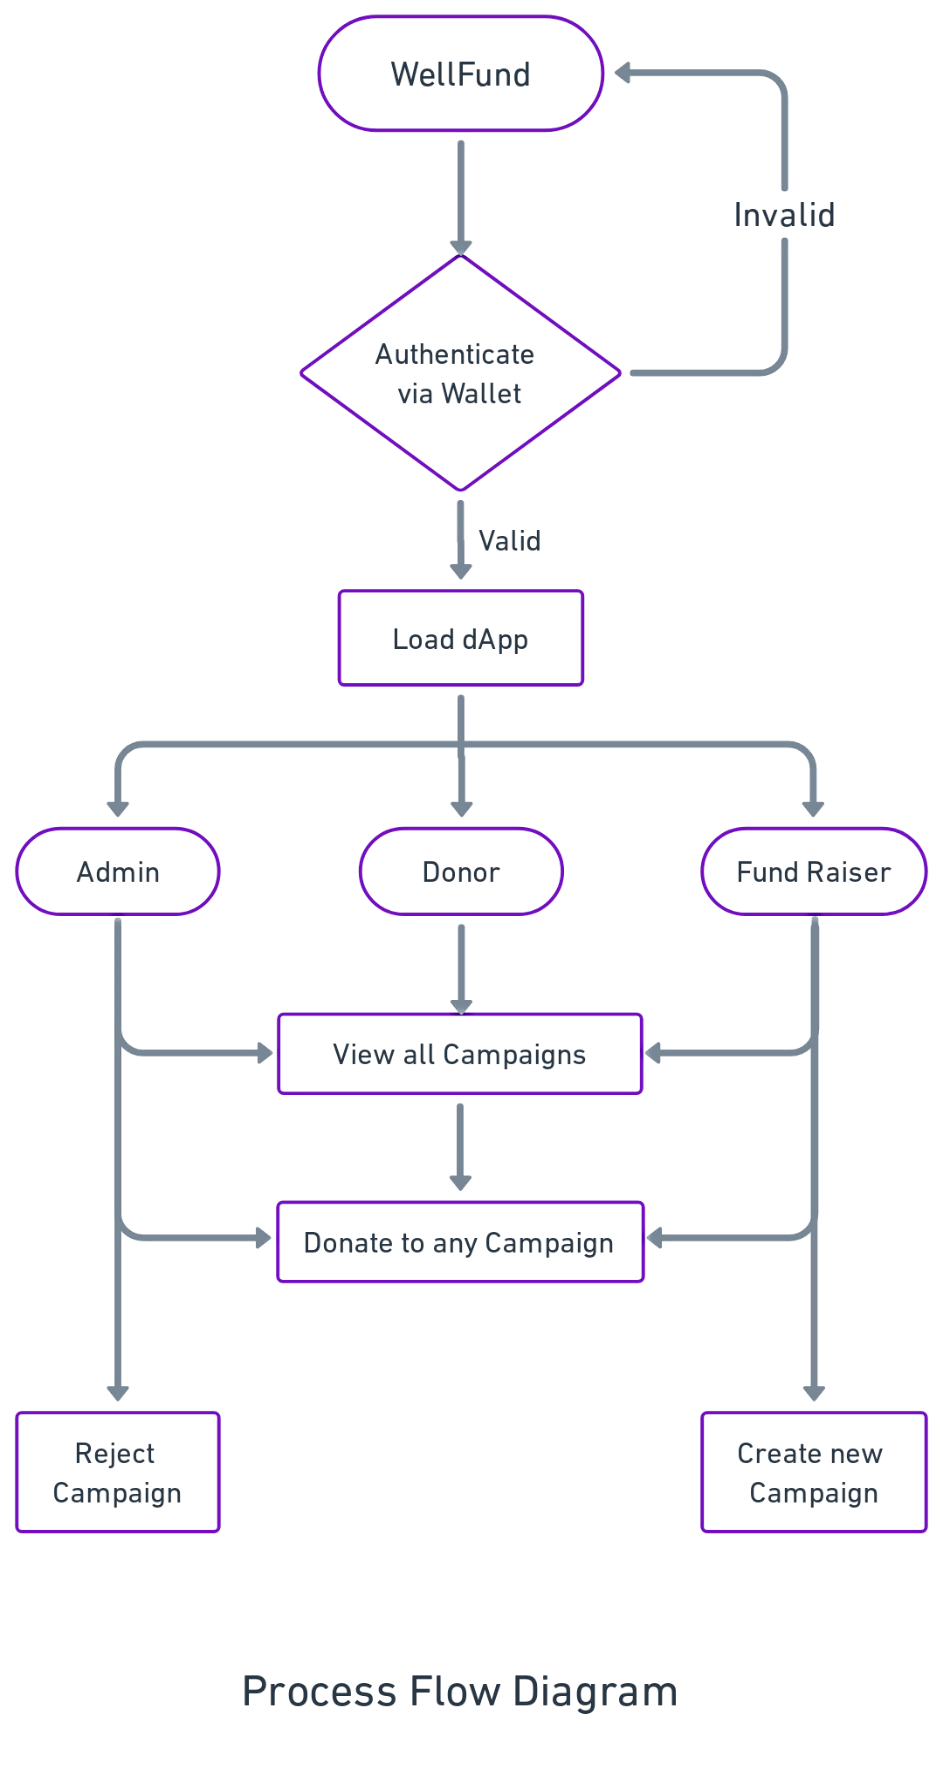 WellFund
Invalid
Authenticate
via Wallet
Valid
Load dApp
Admin
Donor
Fund Raiser
View all Campaigns
Donate to any Campaign
Reject
Campaign
Create new
Campaign
Process Flow Diagram